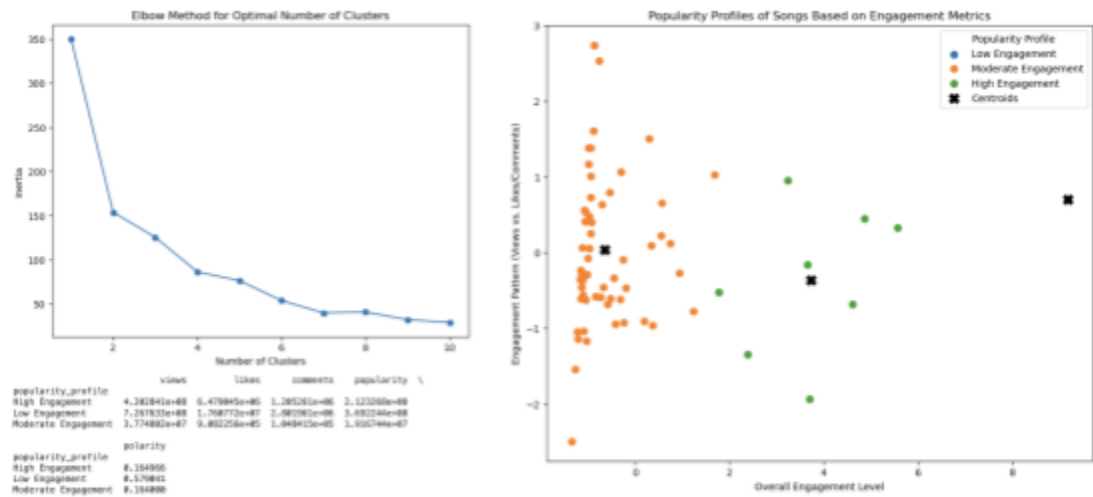 Elbow Method for Optimal Number of Clusters
350
300
250
200
150
100
50
Inertia
2 4 6 8 10
Number of Clusters
Popularity Profiles of Songs Based on Engagement Metrics
3
2
1
0
−1
−2
Engagement Pattern (Views vs. Likes/Comments)
Popularity Profile
Low Engagement
Moderate Engagement
High Engagement
Centroids
0 2 4 6 8
Overall Engagement Level
views likes comments popularity \
popularity_profile
High Engagement
Low Engagement
Moderate Engagement
polarity
popularity_profile
High Engagement
Low Engagement
Moderate Engagement